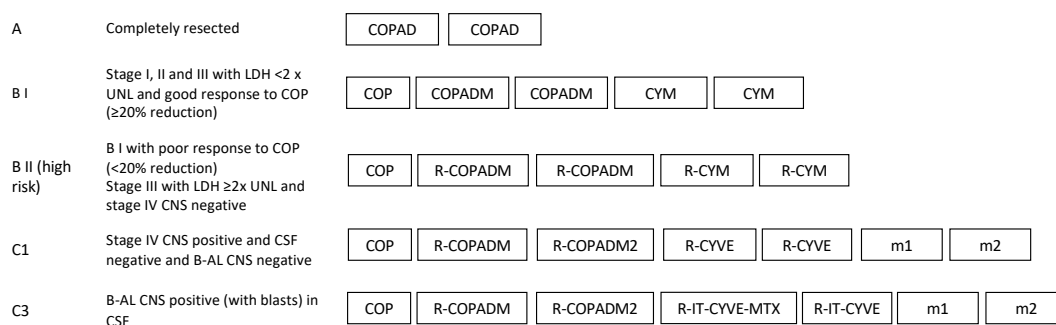 A
Completely resected
COPAD COPAD
B I
Stage I, II and III with LDH <2 x
UNL and good response to COP
(≥20% reduction)
COP COPADM COPADM CYM CYM
B II (high
risk)
B I with poor response to COP
(<20% reduction)
Stage III with LDH ≥2x UNL and
stage IV CNS negative
COP R-COPADM R-COPADM R-CYM R-CYM
C1
Stage IV CNS positive and CSF
negative and B-AL CNS negative
COP R-COPADM R-COPADM2 R-CYVE R-CYVE m1 m2
C3
B-AL CNS positive (with blasts) in
CSF
COP R-COPADM R-COPADM2 R-IT-CYVE-MTX R-IT-CYVE m1 m2